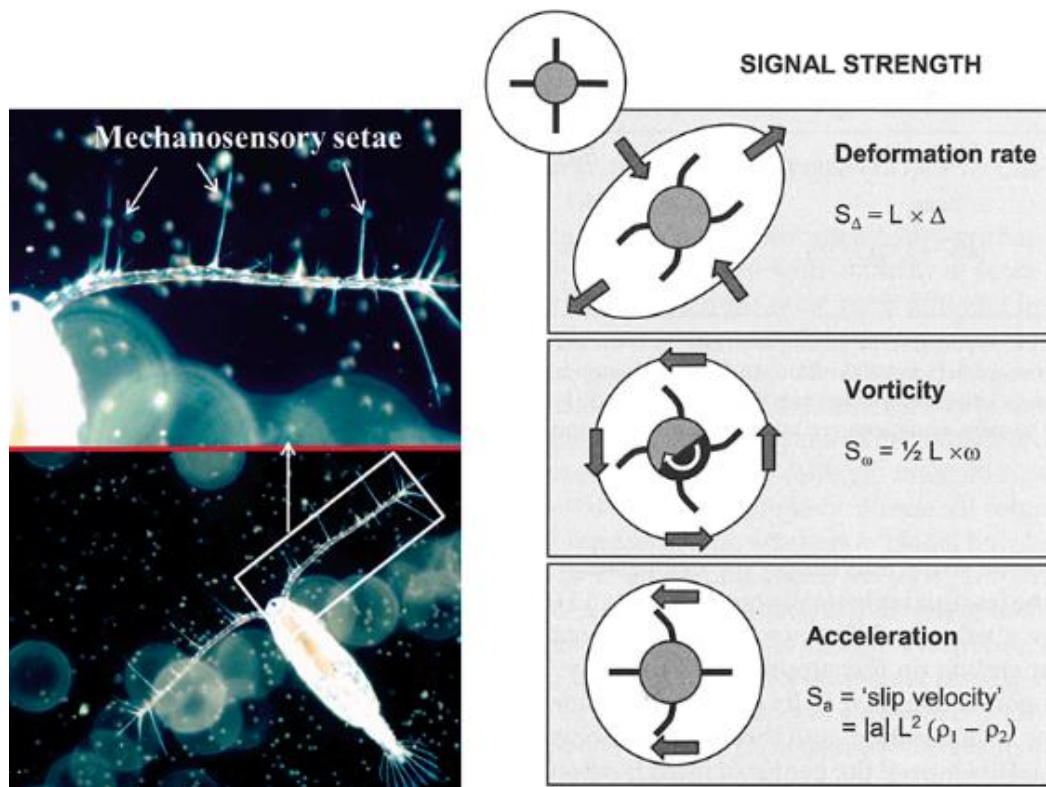 Mechanosensory setae
SIGNAL STRENGTH
Deformation rate
S_Δ = L × Δ
Vorticity
S_ω = ½ L ×ω
Acceleration
S_a = 'slip velocity'
= |a| L² (ρ₁ – ρ₂)